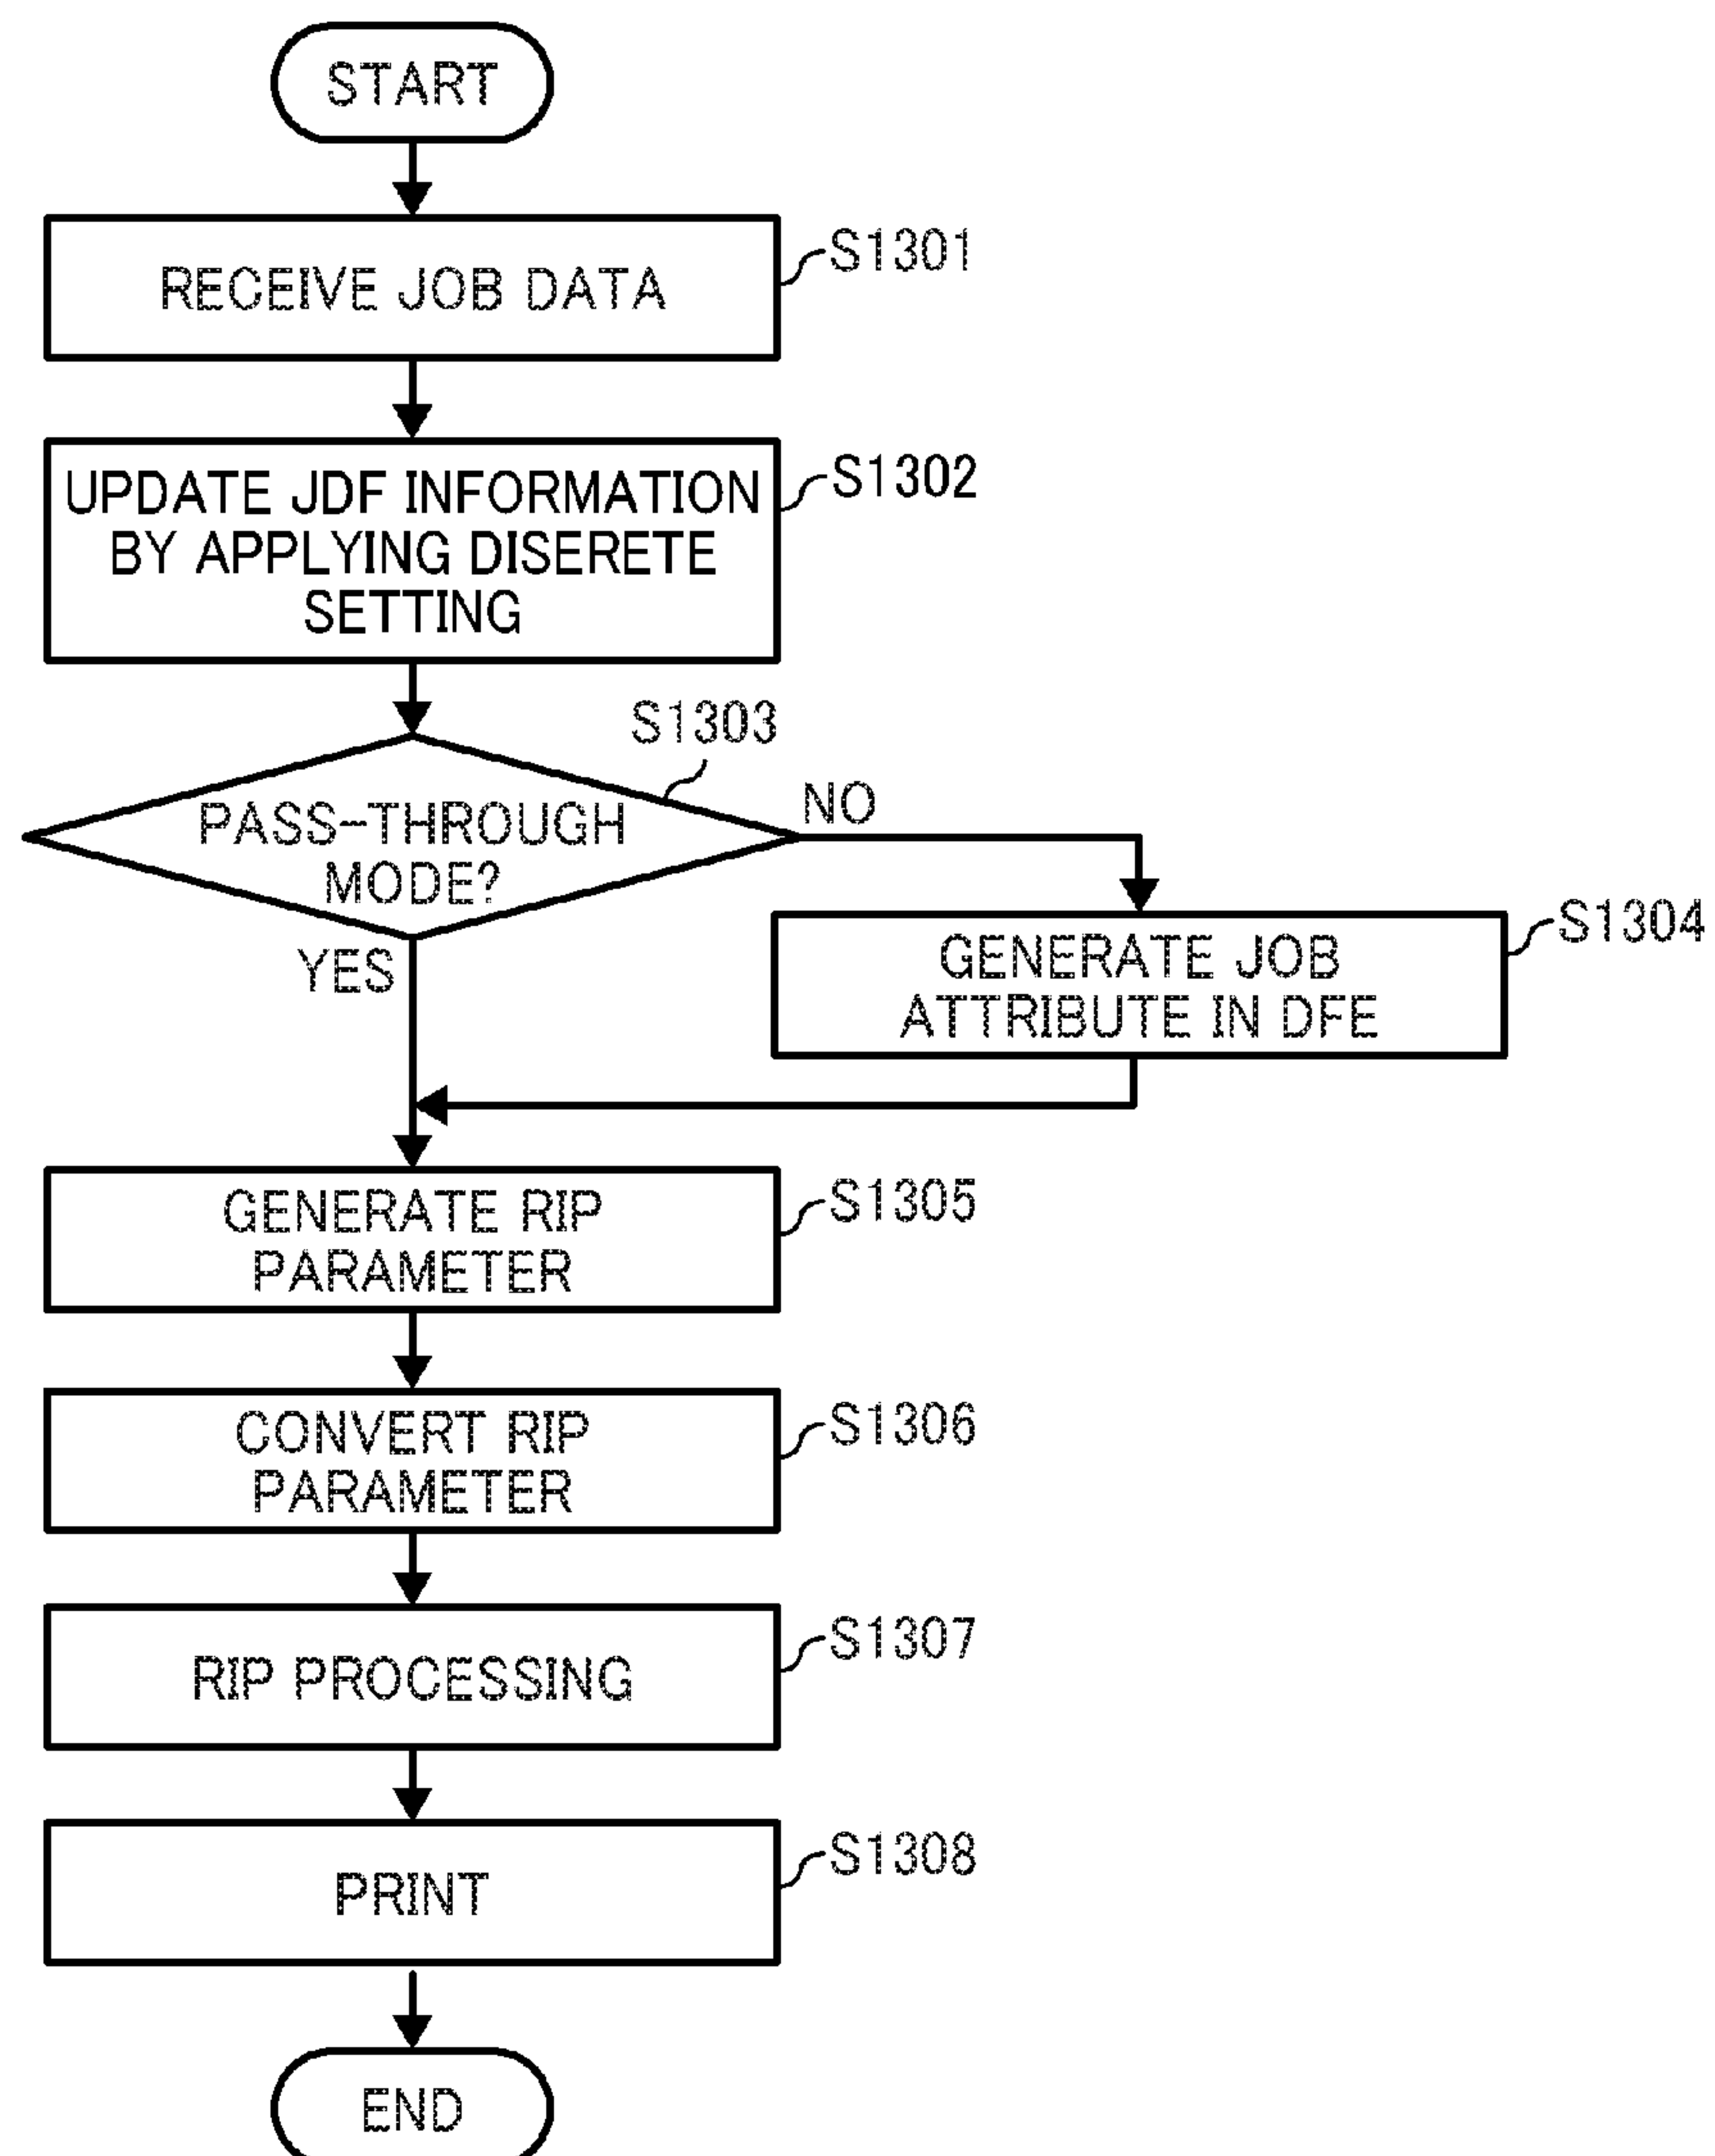 START
RECEIVE JOB DATA
S1301
UPDATE JDF INFORMATION
BY APPLYING DISERETE
SETTING
S1302
S1303
PASS-THROUGH
MODE?
NO
YES
GENERATE JOB
ATTRIBUTE IN DFE
S1304
GENERATE RIP
PARAMETER
S1305
CONVERT RIP
PARAMETER
S1306
RIP PROCESSING
S1307
PRINT
S1308
END